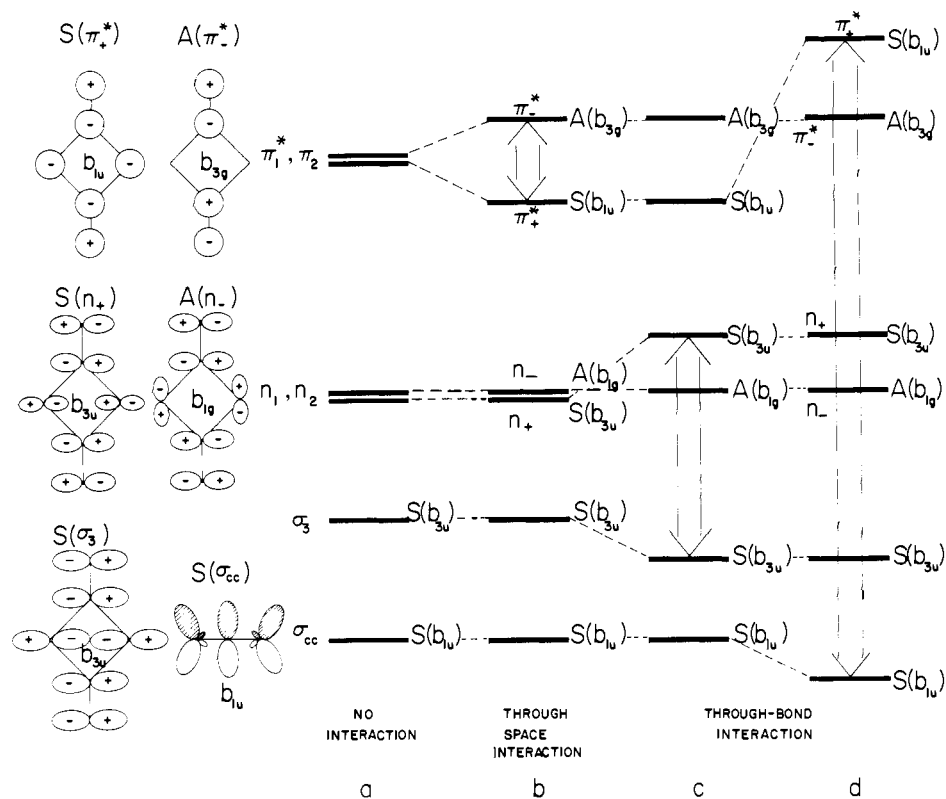 S(π₊*) A(π₋*)
+ +
- -
- b₁ᵤ - b₃g
- +
+ -
π₁*, π₂
π₋* A(b₃g) A(b₃g) π₋* A(b₃g)
π₊* S(b₁ᵤ) S(b₁ᵤ) π₊* S(b₁ᵤ)
S(n₊) A(n₋)
+ - + -
- + - +
+ - b₃ᵤ + - + - b₁g + -
- + + -
+ - - +
n₁, n₂
n₋ A(b₁g) A(b₁g) n₋ A(b₁g)
n₊ S(b₃ᵤ) S(b₃ᵤ) n₊ S(b₃ᵤ)
S(σ₃)
- +
- +
+ - - +
b₃ᵤ
- +
- +
σ₃ S(b₃ᵤ) S(b₃ᵤ) S(b₃ᵤ) S(b₃ᵤ)
S(σcc)
b₁ᵤ
σcc S(b₁ᵤ) S(b₁ᵤ) S(b₁ᵤ) S(b₁ᵤ)
NO
INTERACTION
THROUGH
SPACE
INTERACTION
THROUGH-BOND
INTERACTION
a b c d